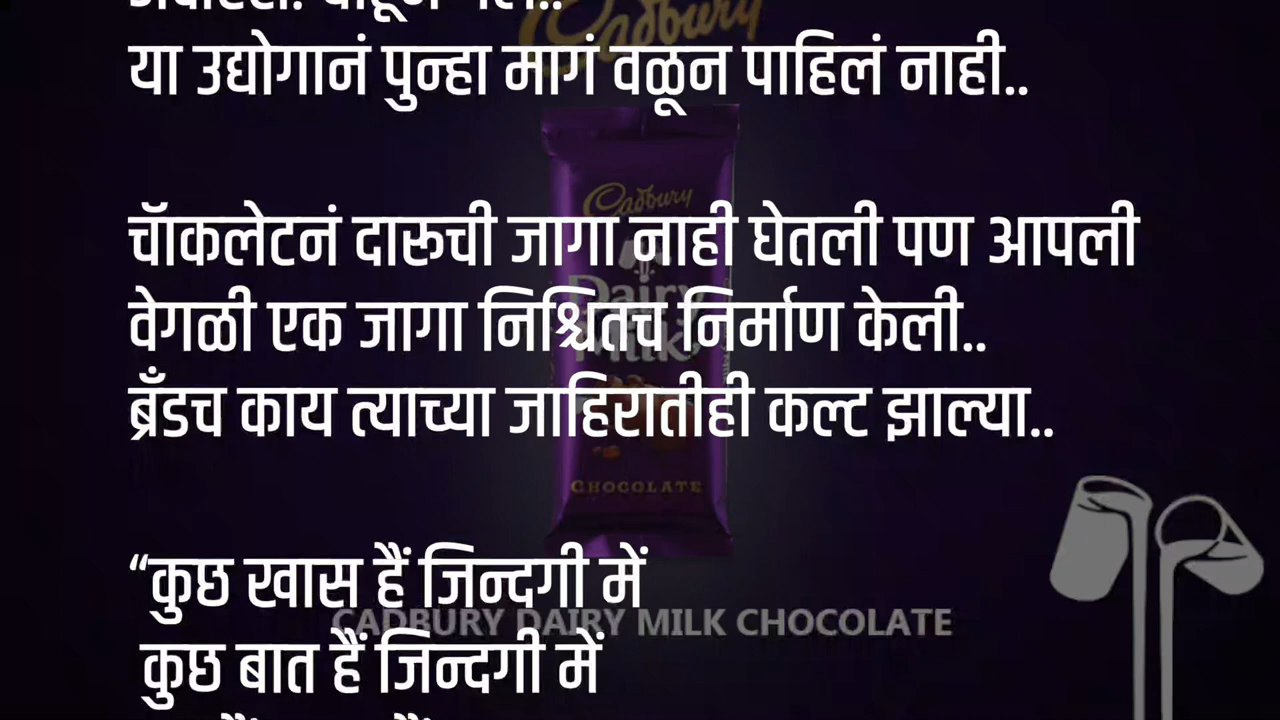 Cadbury
या उद्योगानं पुन्हा मागं वळून पाहिलं नाही..
Cadbury
चॉकलेटनं दारूची जागा नाही घेतली पण आपली
Dairy
वेगळी एक जागा निश्चितच निर्माण केली..
Milk
ब्रँडच काय त्याच्या जाहिरातीही कल्ट झाल्या..
CHOCOLATE
“कुछ खास हैं जिन्दगी में
CADBURY DAIRY MILK CHOCOLATE
कुछ बात हैं जिन्दगी में